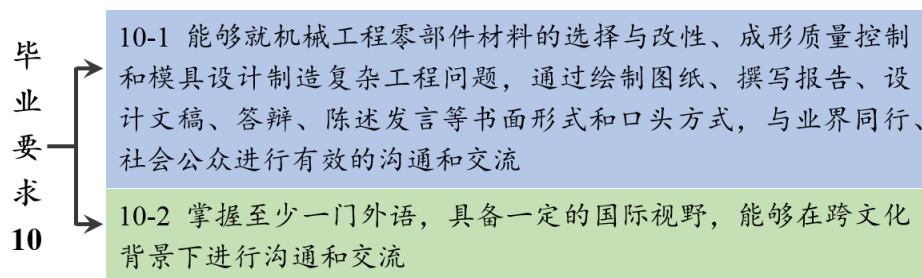 毕
业
要
求
10
10-1 能够就机械工程零部件材料的选择与改性、成形质量控制
和模具设计制造复杂工程问题，通过绘制图纸、撰写报告、设
计文稿、答辩、陈述发言等书面形式和口头方式，与业界同行、
社会公众进行有效的沟通和交流
10-2 掌握至少一门外语，具备一定的国际视野，能够在跨文化
背景下进行沟通和交流